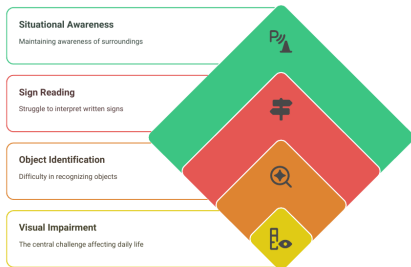 Situational Awareness
Maintaining awareness of surroundings
Sign Reading
Struggle to interpret written signs
Object Identification
Difficulty in recognizing objects
Visual Impairment
The central challenge affecting daily life
P